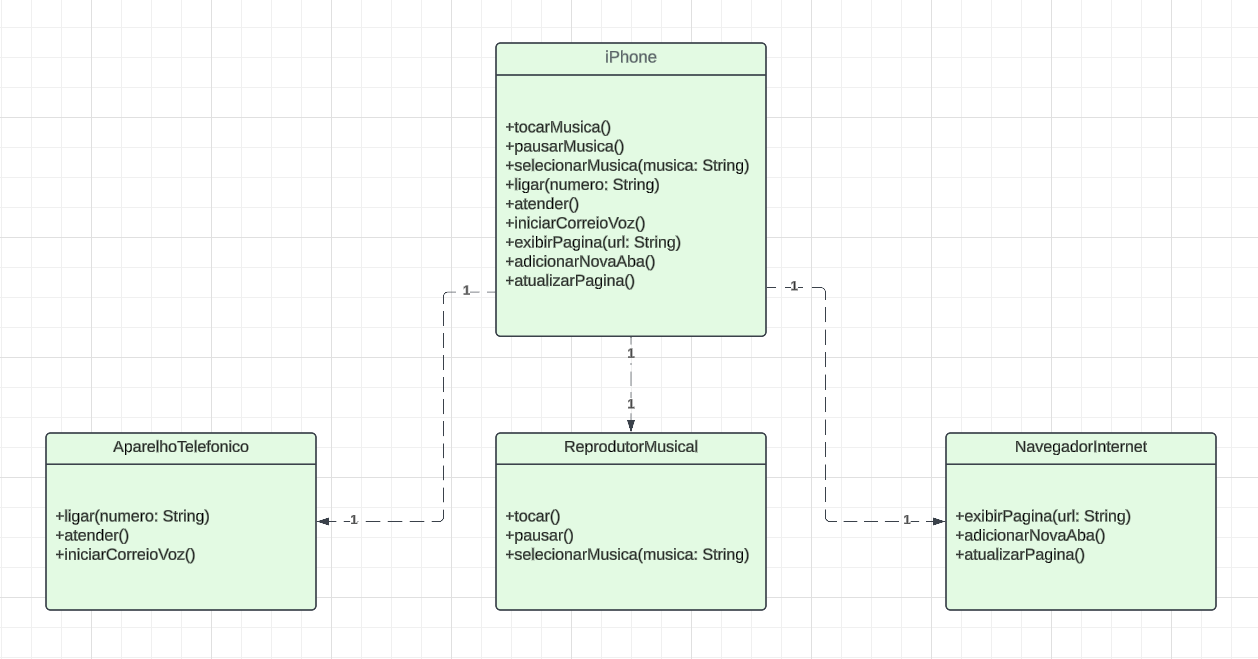 iPhone
+tocarMusica()
+pausarMusica()
+selecionarMusica(musica: String)
+ligar(numero: String)
+atender()
+iniciarCorreioVoz()
+exibirPagina(url: String)
+adicionarNovaAba()
+atualizarPagina()
1
1
1
1
AparelhoTelefonico
+ligar(numero: String)
+atender()
+iniciarCorreioVoz()
1
ReprodutorMusical
+tocar()
+pausar()
+selecionarMusica(musica: String)
1
NavegadorInternet
+exibirPagina(url: String)
+adicionarNovaAba()
+atualizarPagina()